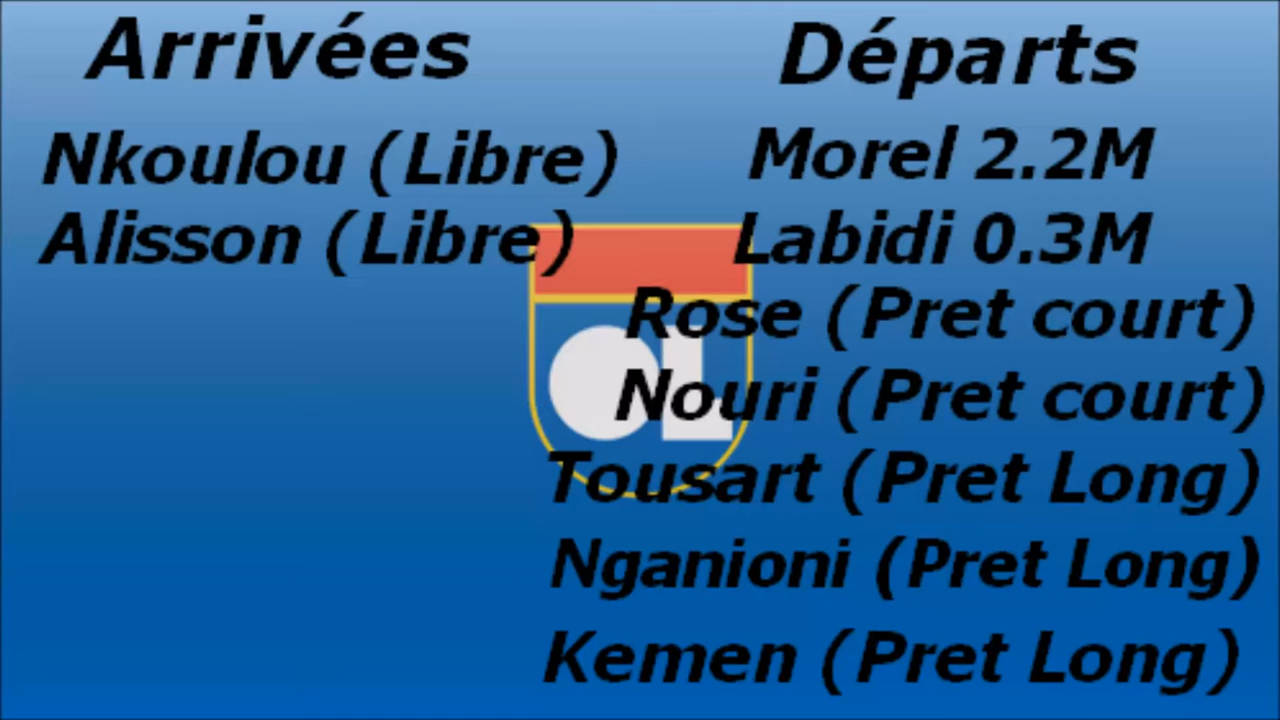 Arrivées
Nkoulou (Libre)
Alisson (Libre)
Départs
Morel 2.2M
Labidi 0.3M
Rose (Pret court)
Nouri (Pret court)
Tousart (Pret Long)
Nganioni (Pret Long)
Kemen (Pret Long)
OL